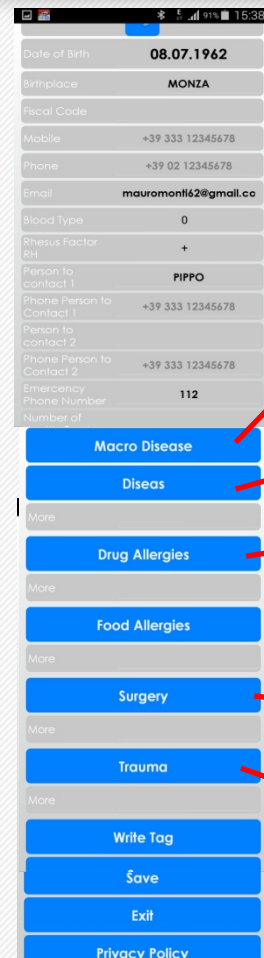 91% 15:38
Date of Birth 08.07.1962
Birthplace MONZA
Fiscal Code
Mobile +39 333 12345678
Phone +39 02 12345678
Email mauromonti62@gmail.cc
Blood Type 0
Rhesus Factor
RH +
Person to
contact 1 PIPPO
Phone Person to
Contact 1 +39 333 12345678
Person to
contact 2
Phone Person to
Contact 2 +39 333 12345678
Emercency
Phone Number 112
Number of
Macro Disease
Diseas
More
Drug Allergies
More
Food Allergies
More
Surgery
More
Trauma
More
Write Tag
Save
Exit
Privacy Policy